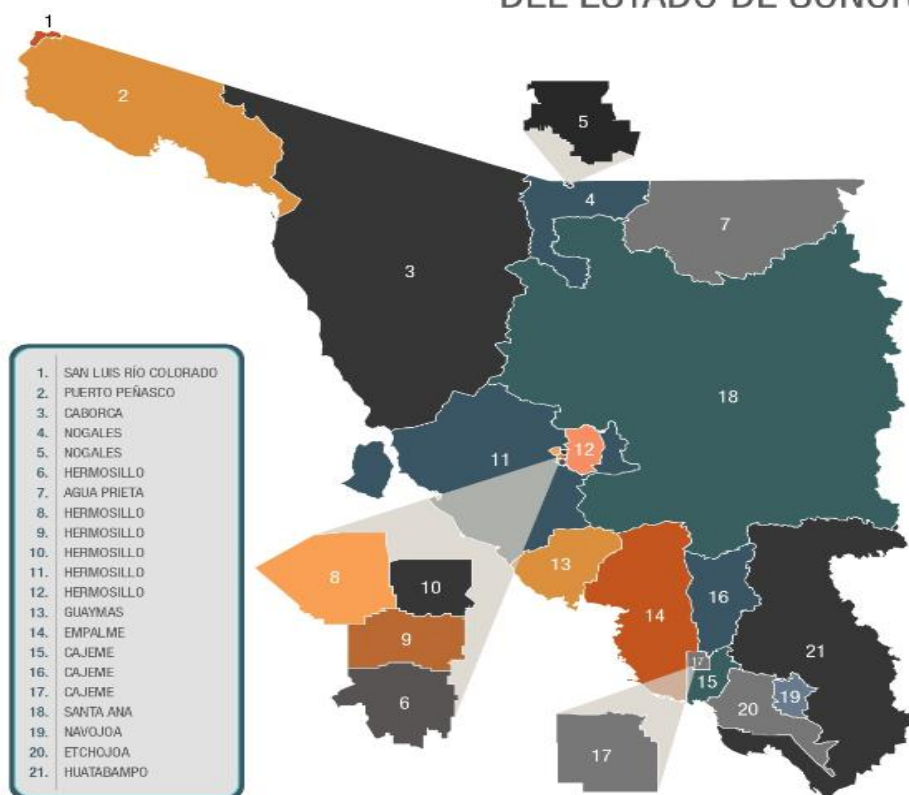 DEL ESTADO DE SONOR
1
2
3
4
5
7
18
11
12
8
10
9
6
13
14
16
17
15
21
19
20
17
1. SAN LUIS RÍO COLORADO
2. PUERTO PEÑASCO
3. CABORCA
4. NOGALES
5. NOGALES
6. HERMOSILLO
7. AGUA PRIETA
8. HERMOSILLO
9. HERMOSILLO
10. HERMOSILLO
11. HERMOSILLO
12. HERMOSILLO
13. GUAYMAS
14. EMPALME
15. CAJEME
16. CAJEME
17. CAJEME
18. SANTA ANA
19. NAVOJOA
20. ETCHOJOA
21. HUATABAMPO